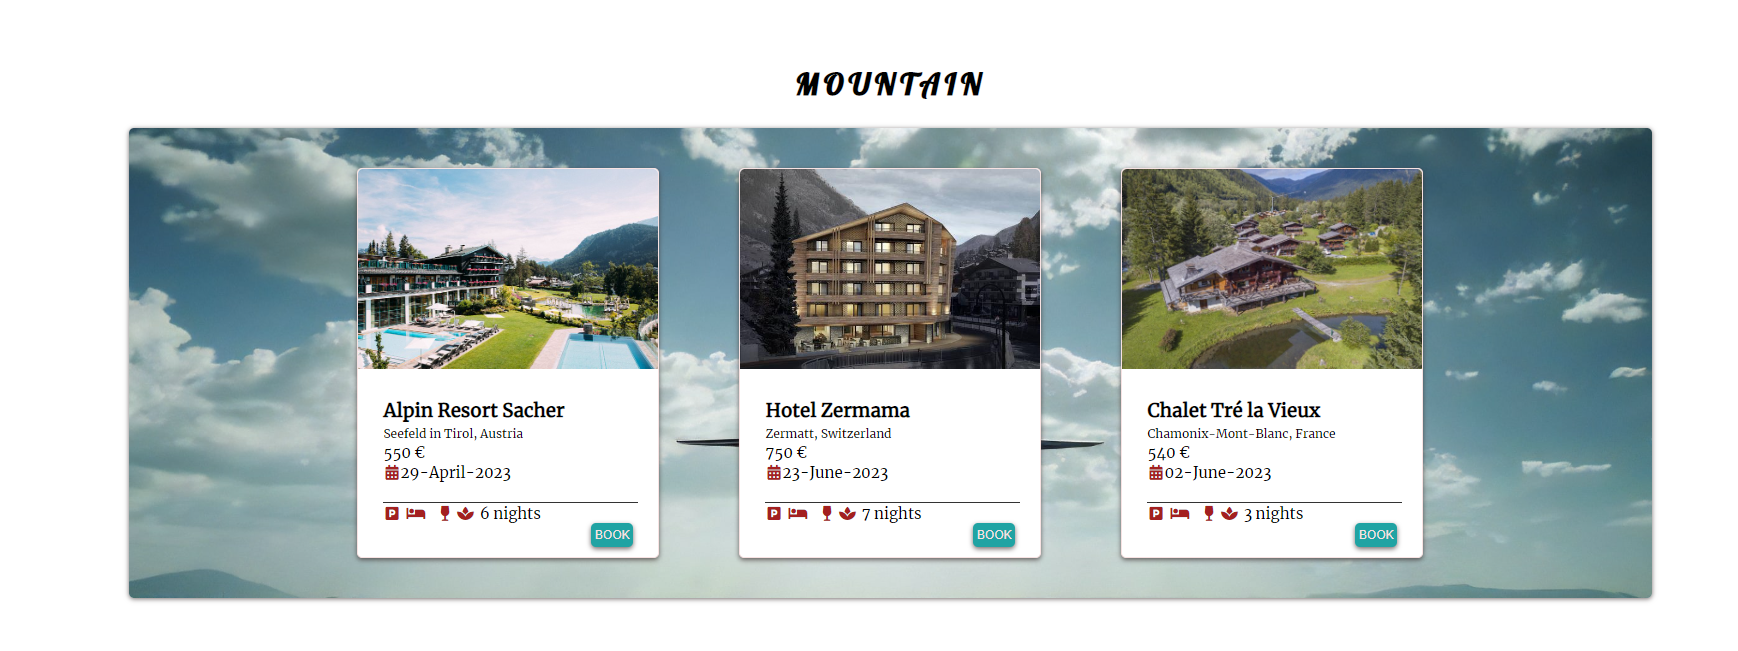 MOUNTAIN
Alpin Resort Sacher
Seefeld in Tirol, Austria
550 €
29-April-2023
P 6 nights
BOOK
Hotel Zermama
Zermatt, Switzerland
750 €
23-June-2023
P 7 nights
BOOK
Chalet Tré la Vieux
Chamonix-Mont-Blanc, France
540 €
02-June-2023
P 3 nights
BOOK